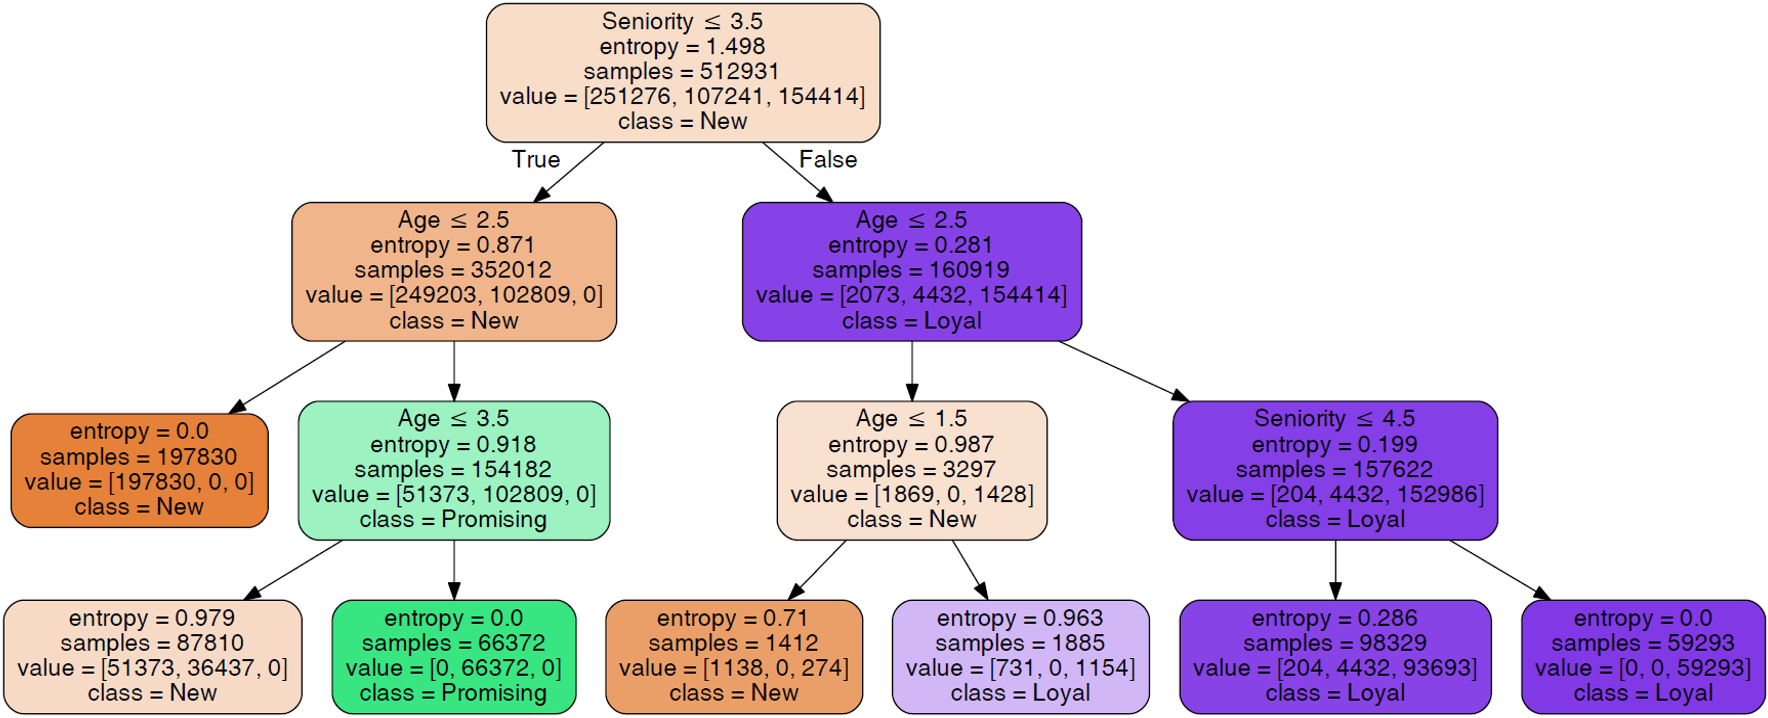 Seniority ≤ 3.5
entropy = 1.498
samples = 512931
value = [251276, 107241, 154414]
class = New
True
False
Age ≤ 2.5
entropy = 0.871
samples = 352012
value = [249203, 102809, 0]
class = New
Age ≤ 2.5
entropy = 0.281
samples = 160919
value = [2073, 4432, 154414]
class = Loyal
entropy = 0.0
samples = 197830
value = [197830, 0, 0]
class = New
Age ≤ 3.5
entropy = 0.918
samples = 154182
value = [51373, 102809, 0]
class = Promising
Age ≤ 1.5
entropy = 0.987
samples = 3297
value = [1869, 0, 1428]
class = New
Seniority ≤ 4.5
entropy = 0.199
samples = 157622
value = [204, 4432, 152986]
class = Loyal
entropy = 0.979
samples = 87810
value = [51373, 36437, 0]
class = New
entropy = 0.0
samples = 66372
value = [0, 66372, 0]
class = Promising
entropy = 0.71
samples = 1412
value = [1138, 0, 274]
class = New
entropy = 0.963
samples = 1885
value = [731, 0, 1154]
class = Loyal
entropy = 0.286
samples = 98329
value = [204, 4432, 93693]
class = Loyal
entropy = 0.0
samples = 59293
value = [0, 0, 59293]
class = Loyal